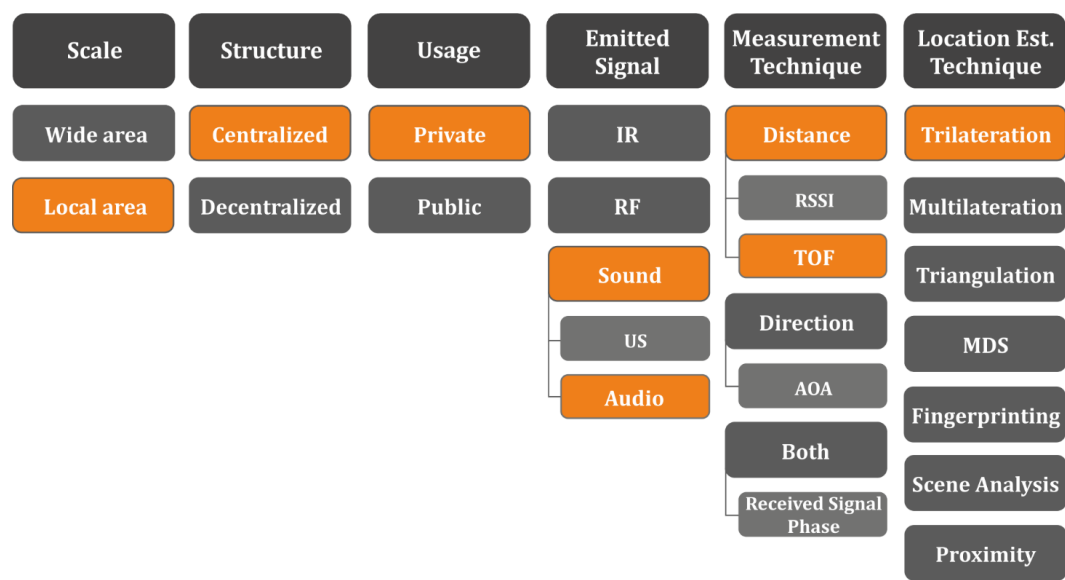 Scale
Structure
Usage
Emitted
Signal
Measurement
Technique
Location Est.
Technique
Wide area
Centralized
Private
IR
Distance
Trilateration
Local area
Decentralized
Public
RF
RSSI
Multilateration
Sound
TOF
Triangulation
US
Direction
MDS
Audio
AOA
Fingerprinting
Both
Scene Analysis
Received Signal
Phase
Proximity